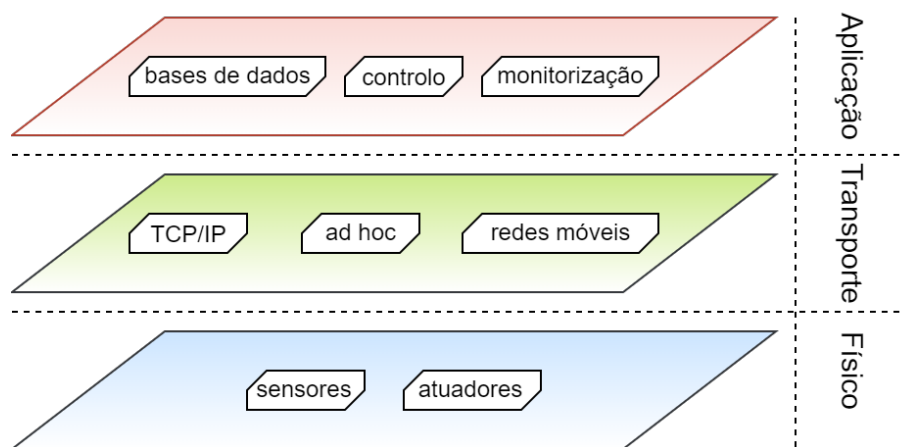 bases de dados
controlo
monitorização
Aplicação
TCP/IP
ad hoc
redes móveis
Transporte
sensores
atuadores
Físico